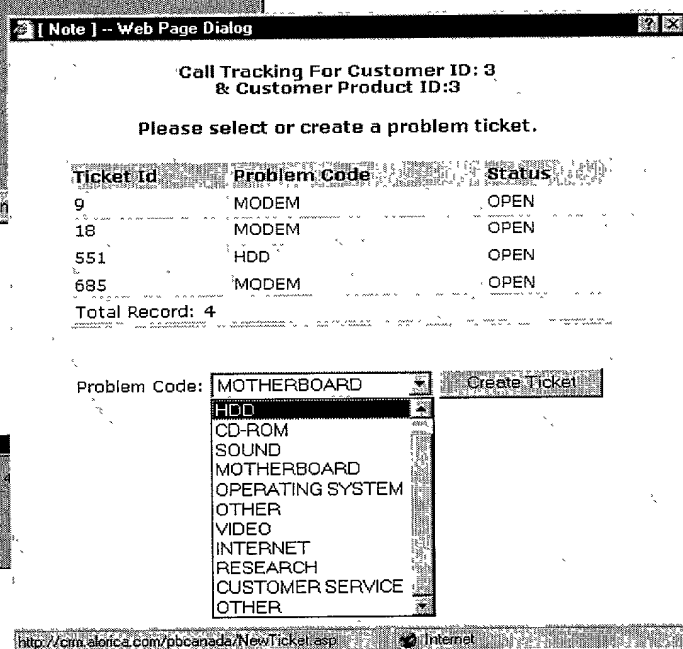 [ Note ] -- Web Page Dialog
Call Tracking For Customer ID: 3
& Customer Product ID:3
Please select or create a problem ticket.
Ticket Id Problem Code Status
9 MODEM OPEN
18 MODEM OPEN
551 HDD OPEN
685 MODEM OPEN
Total Record: 4
Problem Code: MOTHERBOARD Create Ticket
HDD
CD-ROM
SOUND
MOTHERBOARD
OPERATING SYSTEM
OTHER
VIDEO
INTERNET
RESEARCH
CUSTOMER SERVICE
OTHER
http://crm.alorica.com/pbcanada/NewTicket.asp Internet